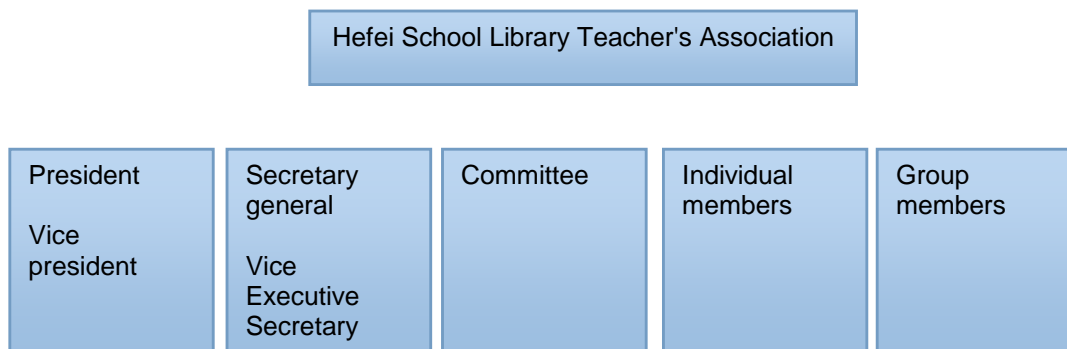 Hefei School Library Teacher's Association
President
Vice
president
Secretary
general
Vice
Executive
Secretary
Committee
Individual
members
Group
members